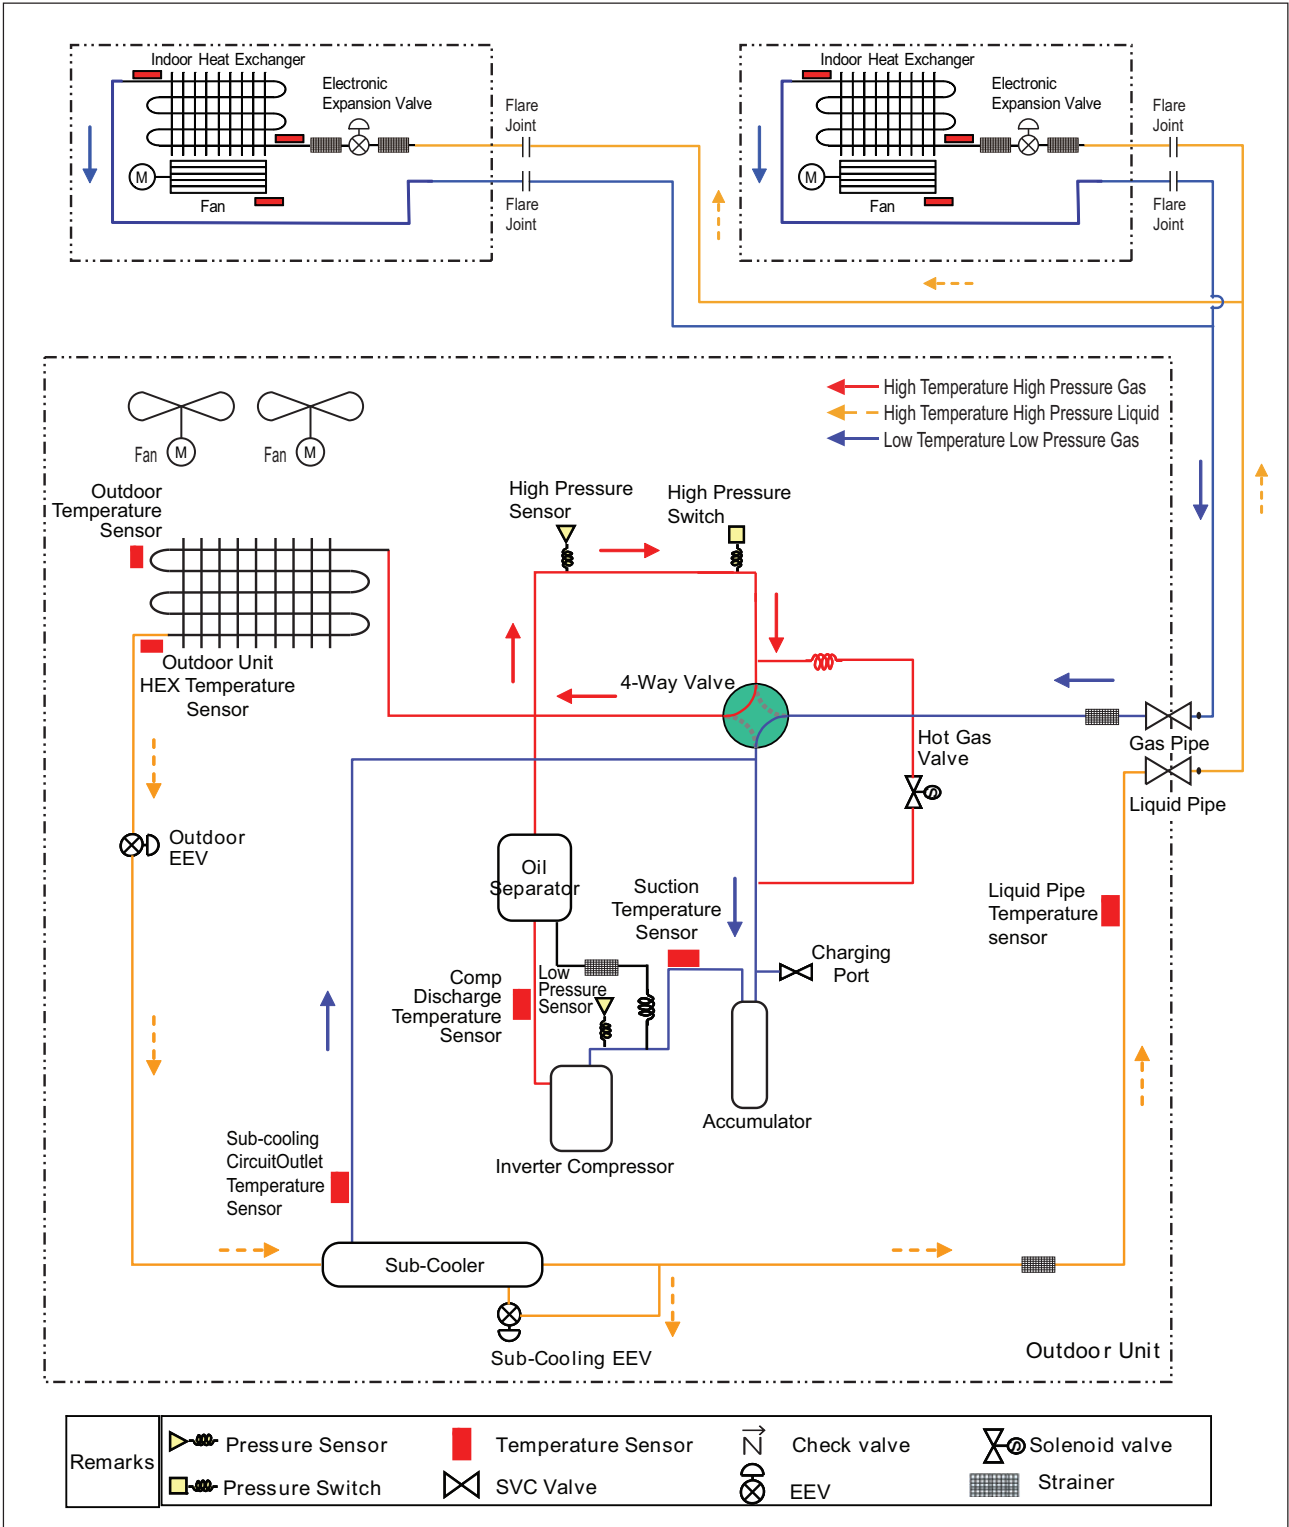 Indoor Heat Exchanger
Electronic
Expansion Valve
Flare
Joint
M
Fan
Flare
Joint
Indoor Heat Exchanger
Electronic
Expansion Valve
Flare
Joint
M
Fan
Flare
Joint
High Temperature High Pressure Gas
High Temperature High Pressure Liquid
Low Temperature Low Pressure Gas
Fan
M
Fan
M
Outdoor
Temperature
Sensor
High Pressure
Sensor
High Pressure
Switch
Outdoor Unit
HEX Temperature
Sensor
4-Way Valve
Hot Gas
Valve
Gas Pipe
Liquid Pipe
Outdoor
EEV
Oil
Separator
Suction
Temperature
Sensor
Liquid Pipe
Temperature
sensor
Charging
Port
Comp
Discharge
Temperature
Sensor
Low
Pressure
Sensor
Accumulator
Inverter Compressor
Sub-cooling
CircuitOutlet
Temperature
Sensor
Sub-Cooler
Sub-Cooling EEV
Outdoor Unit
Remarks
Pressure Sensor
Temperature Sensor
Check valve
Solenoid valve
Pressure Switch
SVC Valve
EEV
Strainer